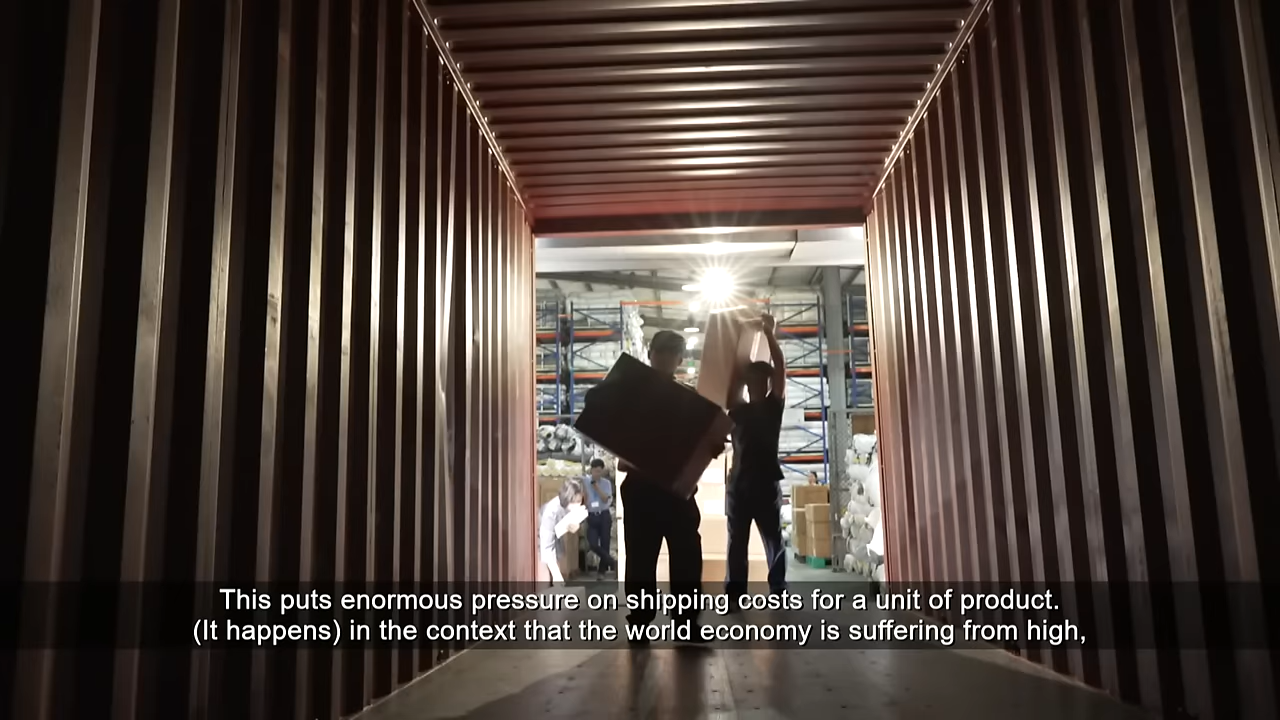 This puts enormous pressure on shipping costs for a unit of product.
(It happens) in the context that the world economy is suffering from high,